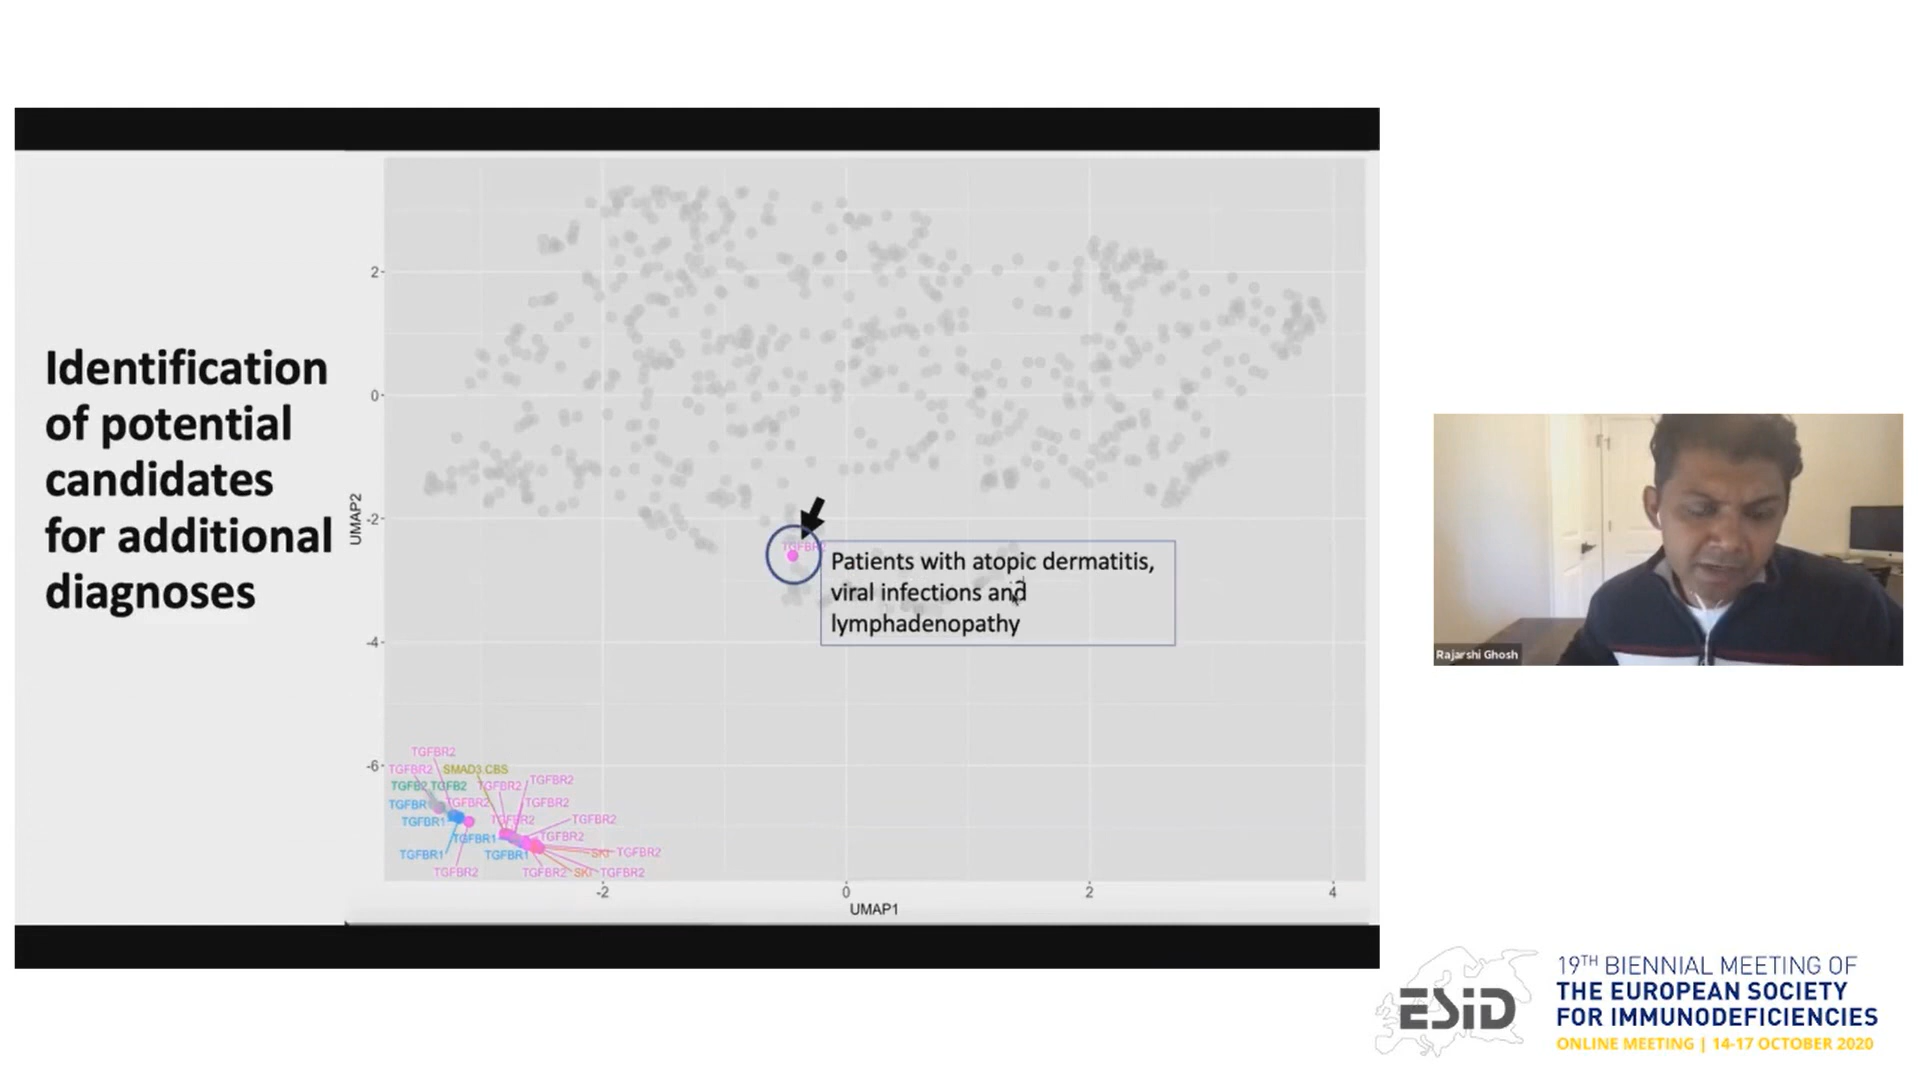 Identification
of potential
candidates
for additional
diagnoses
UMAP2
2
0
-2
-4
-6
Patients with atopic dermatitis,
viral infections and
lymphadenopathy
TGFBR2
TGFBR2 SMAD3 CBS
TGFB2 TGFB2 TGFBR2 TGFBR2
TGFBR TGFBR2 TGFBR2
TGFBR1 TGFBR2 TGFBR2
TGFBR1 TGFBR2
TGFBR1 TGFBR1 SKI TGFBR2
TGFBR2 TGFBR2 SKI TGFBR2
-2 0 2 4
UMAP1
Rajarshi Ghosh
ESiD
19TH BIENNIAL MEETING OF
THE EUROPEAN SOCIETY
FOR IMMUNODEFICIENCIES
ONLINE MEETING | 14-17 OCTOBER 2020